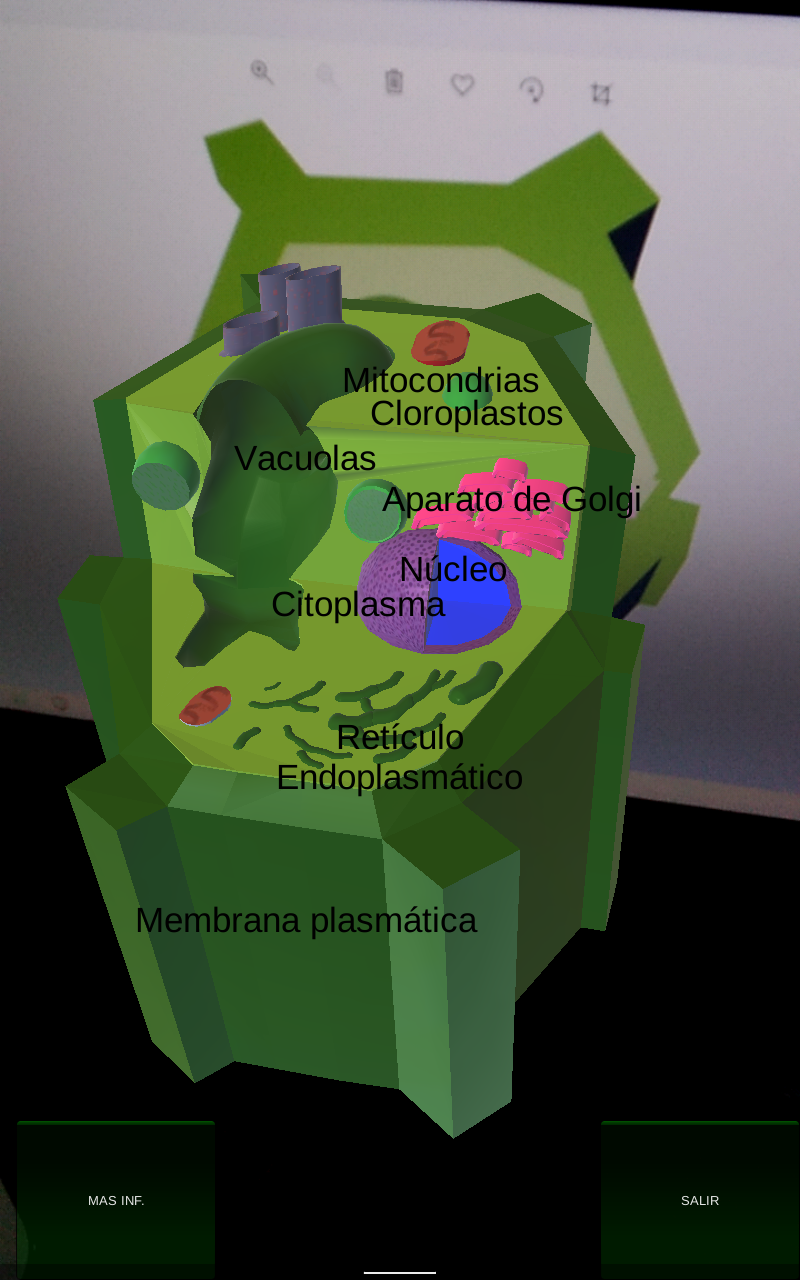 Mitocondrias
Cloroplastos
Vacuolas
Aparato de Golgi
Núcleo
Citoplasma
Retículo
Endoplasmático
Membrana plasmática
MAS INF.
SALIR